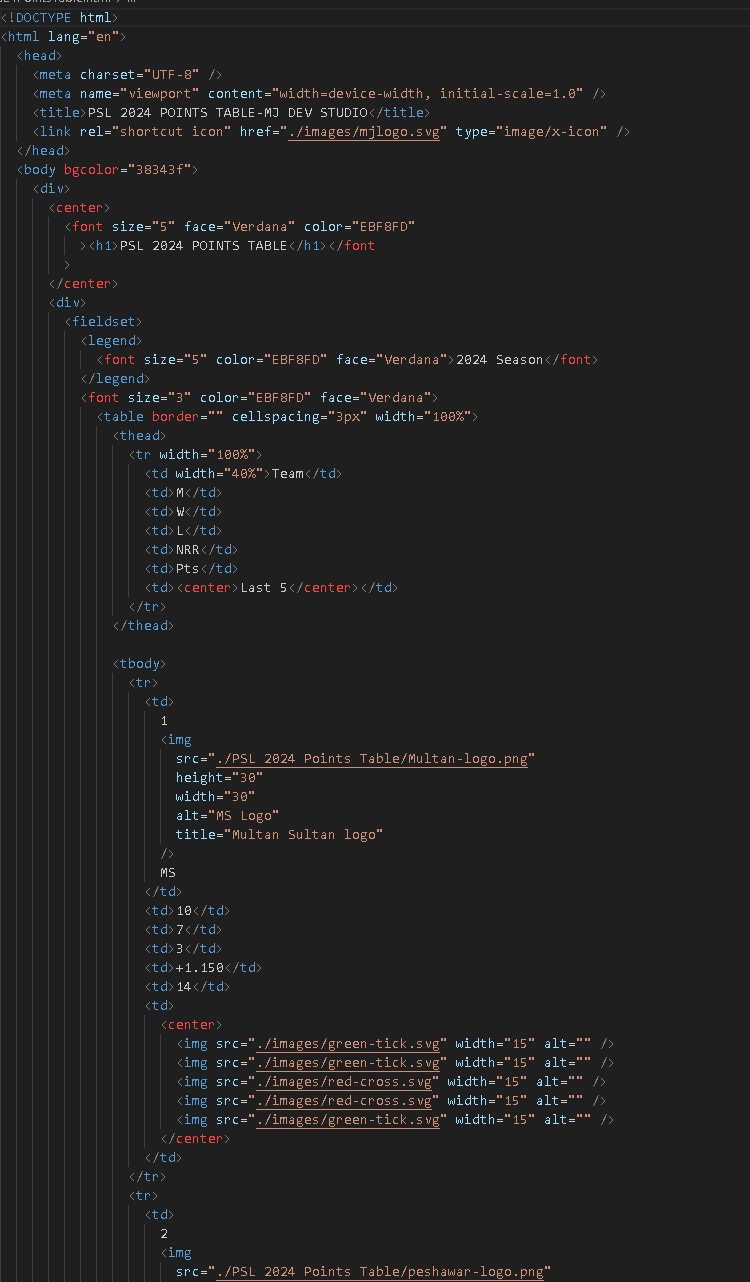 <!DOCTYPE html>
<html lang="en">
<head>
<meta charset="UTF-8" />
<meta name="viewport" content="width=device-width, initial-scale=1.0" />
<title>PSL 2024 POINTS TABLE-MJ DEV STUDIO</title>
<link rel="shortcut icon" href="./images/mjlogo.svg" type="image/x-icon" />
</head>
<body bgcolor="38343f">
<div>
<center>
<font size="5" face="Verdana" color="EBF8FD"
><h1>PSL 2024 POINTS TABLE</h1></font
>
</center>
<div>
<fieldset>
<legend>
<font size="5" color="EBF8FD" face="Verdana">2024 Season</font>
</legend>
<font size="3" color="EBF8FD" face="Verdana">
<table border="" cellspacing="3px" width="100%">
<thead>
<tr width="100%">
<td width="40%">Team</td>
<td>M</td>
<td>W</td>
<td>L</td>
<td>NRR</td>
<td>Pts</td>
<td><center>Last 5</center></td>
</tr>
</thead>
<tbody>
<tr>
<td>
1
<img
src="./PSL 2024 Points Table/Multan-logo.png"
height="30"
width="30"
alt="MS Logo"
title="Multan Sultan logo"
/>
MS
</td>
<td>10</td>
<td>7</td>
<td>3</td>
<td>+1.150</td>
<td>14</td>
<td>
<center>
<img src="./images/green-tick.svg" width="15" alt="" />
<img src="./images/green-tick.svg" width="15" alt="" />
<img src="./images/red-cross.svg" width="15" alt="" />
<img src="./images/red-cross.svg" width="15" alt="" />
<img src="./images/green-tick.svg" width="15" alt="" />
</center>
</td>
</tr>
<tr>
<td>
2
<img
src="./PSL 2024 Points Table/peshawar-logo.png"